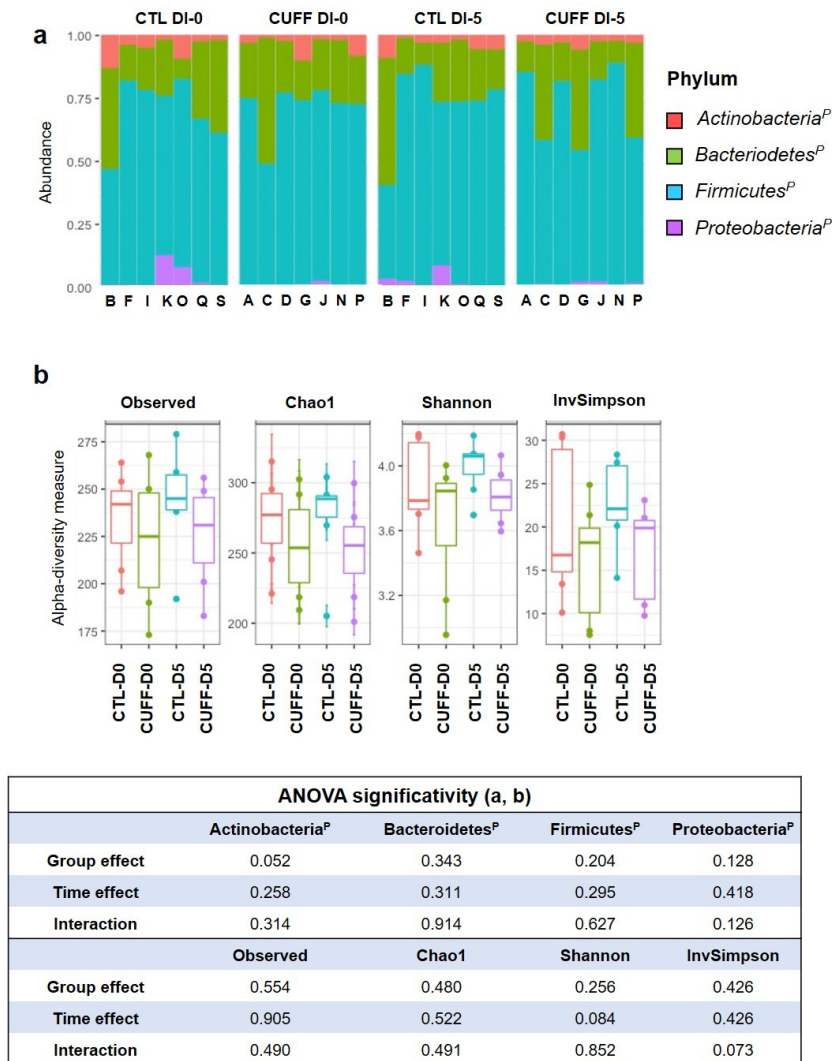 CTL DI-0 CUFF DI-0 CTL DI-5 CUFF DI-5
a
1.00
0.75
0.50
0.25
0.00
Abundance
B F I K O Q S A C D G J N P B F I K O Q S A C D G J N P
Phylum
Actinobacteriaᴾ
Bacteriodetesᴾ
Firmicutesᴾ
Proteobacteriaᴾ
b
Observed Chao1 Shannon InvSimpson
Alpha-diversity measure
275
250
225
200
175
300
250
200
4.0
3.6
3.2
30
25
20
15
10
CTL-D0 CUFF-D0 CTL-D5 CUFF-D5 CTL-D0 CUFF-D0 CTL-D5 CUFF-D5 CTL-D0 CUFF-D0 CTL-D5 CUFF-D5 CTL-D0 CUFF-D0 CTL-D5 CUFF-D5
ANOVA significativity (a, b)
Actinobacteriaᴾ Bacteroidetesᴾ Firmicutesᴾ Proteobacteriaᴾ
Group effect 0.052 0.343 0.204 0.128
Time effect 0.258 0.311 0.295 0.418
Interaction 0.314 0.914 0.627 0.126
Observed Chao1 Shannon InvSimpson
Group effect 0.554 0.480 0.256 0.426
Time effect 0.905 0.522 0.084 0.426
Interaction 0.490 0.491 0.852 0.073